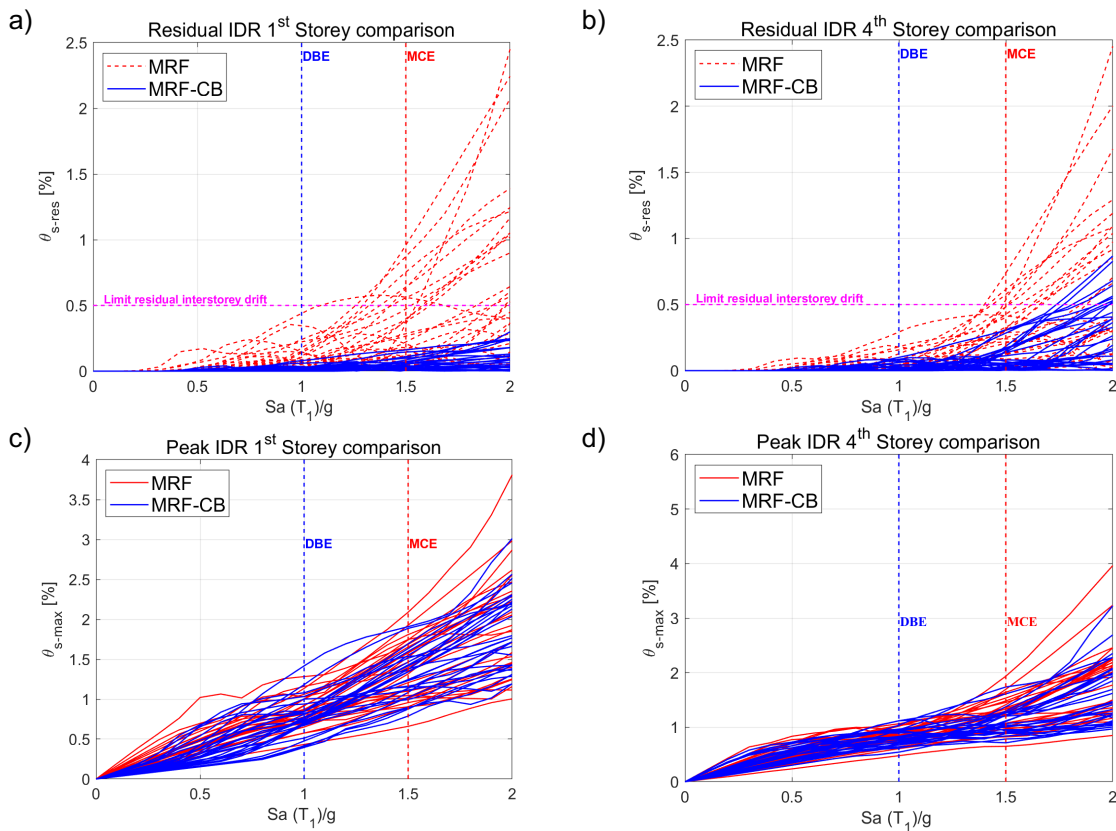 a)
Residual IDR 1st Storey comparison
2.5
2
1.5
1
0.5
0
θs-res [%]
MRF
MRF-CB
DBE
MCE
Limit residual interstorey drift
0
0.5
1
1.5
2
Sa (T1)/g
b)
Residual IDR 4th Storey comparison
2.5
2
1.5
1
0.5
0
θs-res [%]
MRF
MRF-CB
DBE
MCE
Limit residual interstorey drift
0
0.5
1
1.5
2
Sa (T1)/g
c)
Peak IDR 1st Storey comparison
4
3.5
3
2.5
2
1.5
1
0.5
0
θs-max [%]
MRF
MRF-CB
DBE
MCE
0
0.5
1
1.5
2
Sa (T1)/g
d)
Peak IDR 4th Storey comparison
6
5
4
3
2
1
0
θs-max [%]
MRF
MRF-CB
DBE
MCE
0
0.5
1
1.5
2
Sa (T1)/g